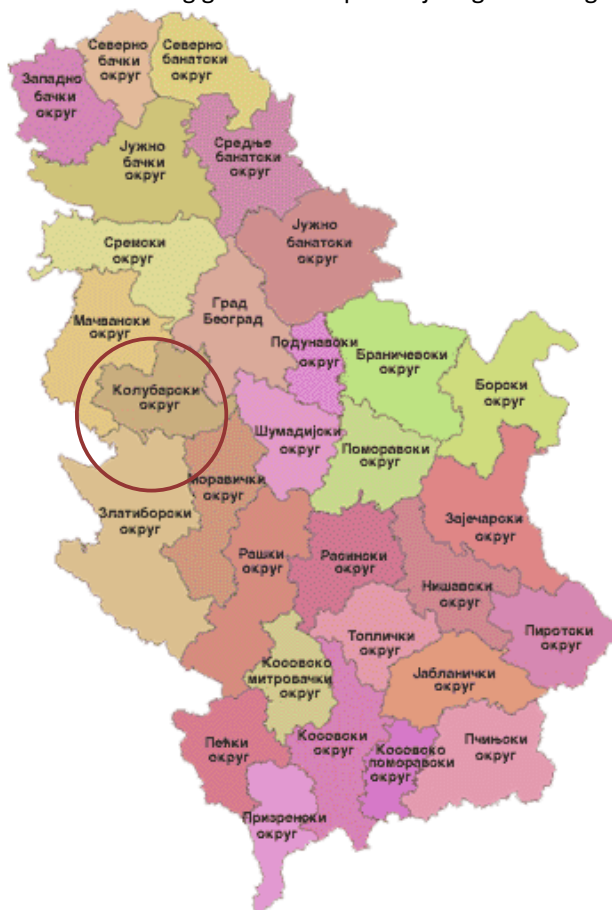 Северно
бачки
округ
Северно
банатски
округ
Западно
бачки
округ
Јужно
бачки
округ
Средње
банатски
округ
Јужно
банатски
округ
Сремски
округ
Град
Београд
Мачвански
округ
Подунавски
округ
Браничевски
округ
Борски
округ
Колубарски
округ
Шумадијски
округ
Поморавски
округ
Моравички
округ
Златиборски
округ
Зајечарски
округ
Рашки
округ
Расински
округ
Нишавски
округ
Пиротски
округ
Топлички
округ
Косовско
митровачки
округ
Јабланички
округ
Пећки
округ
Косовски
округ
Косовско
поморавски
округ
Пчињски
округ
Призренски
округ